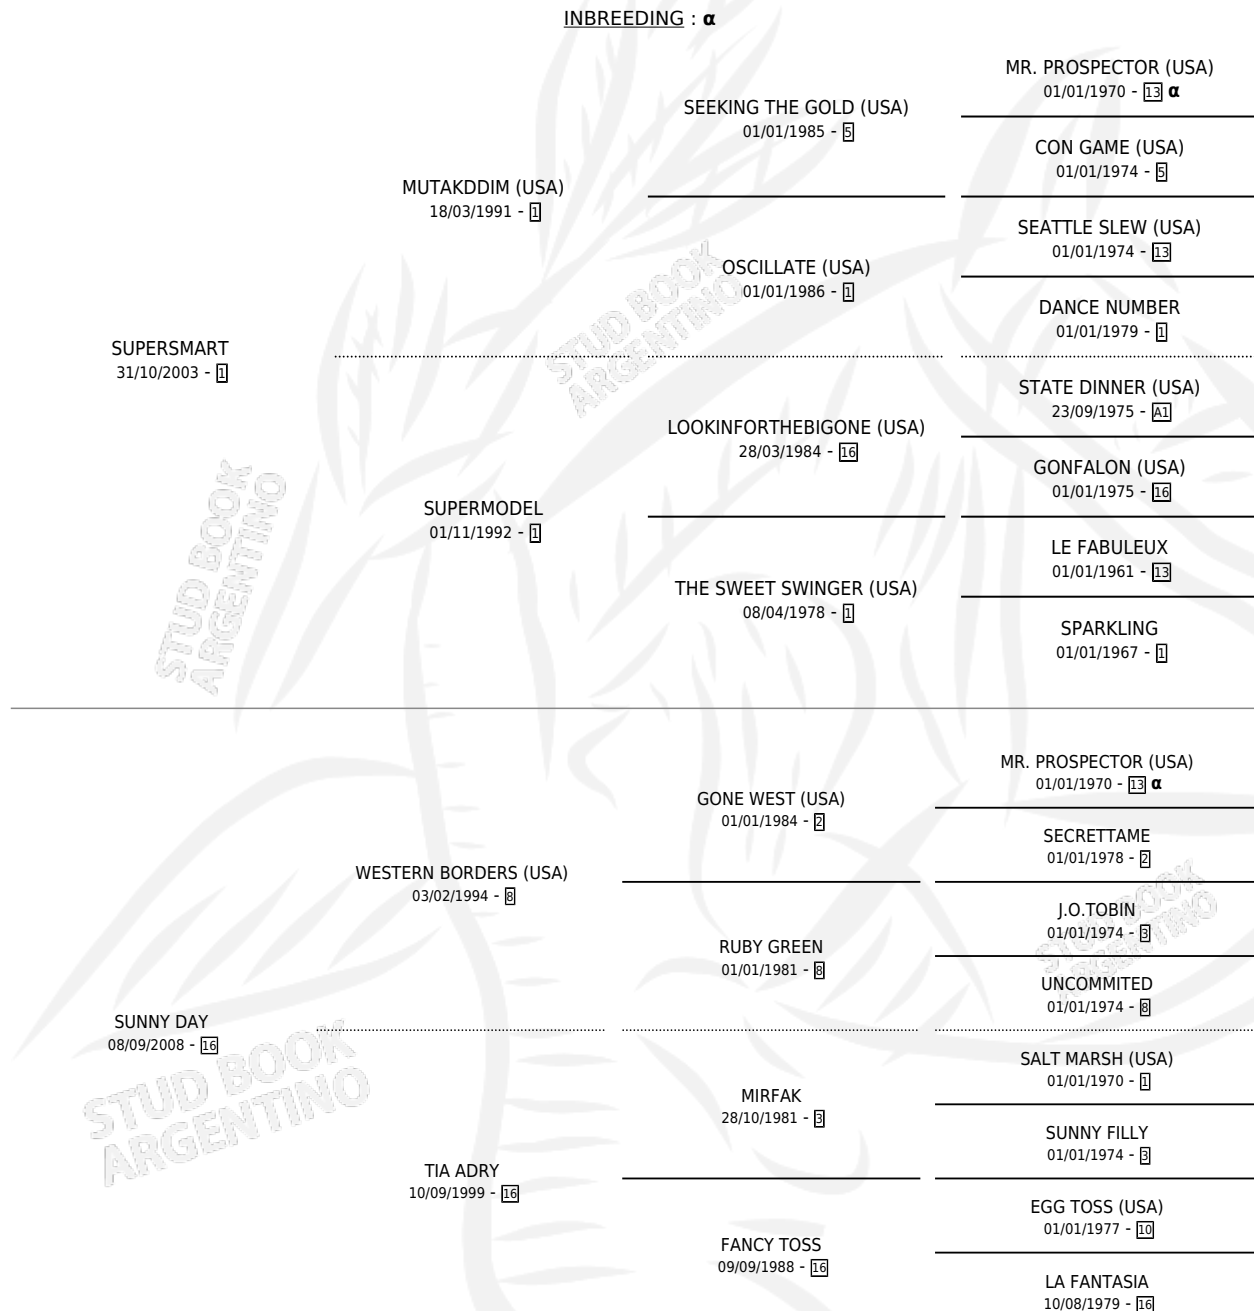 INBREEDING : α
MR. PROSPECTOR (USA)
01/01/1970 - 13 α
SEEKING THE GOLD (USA)
01/01/1985 - 5
CON GAME (USA)
01/01/1974 - 5
MUTAKDDIM (USA)
18/03/1991 - 1
SEATTLE SLEW (USA)
01/01/1974 - 13
OSCILLATE (USA)
01/01/1986 - 1
DANCE NUMBER
01/01/1979 - 1
SUPERSMART
31/10/2003 - 1
STATE DINNER (USA)
23/09/1975 - A1
LOOKINFORTHEBIGONE (USA)
28/03/1984 - 16
GONFALON (USA)
01/01/1975 - 16
SUPERMODEL
01/11/1992 - 1
LE FABULEUX
01/01/1961 - 13
THE SWEET SWINGER (USA)
08/04/1978 - 1
SPARKLING
01/01/1967 - 1
MR. PROSPECTOR (USA)
01/01/1970 - 13 α
GONE WEST (USA)
01/01/1984 - 2
SECRETTAME
01/01/1978 - 2
WESTERN BORDERS (USA)
03/02/1994 - 8
J.O.TOBIN
01/01/1974 - 3
RUBY GREEN
01/01/1981 - 8
UNCOMMITED
01/01/1974 - 8
SUNNY DAY
08/09/2008 - 16
SALT MARSH (USA)
01/01/1970 - 1
MIRFAK
28/10/1981 - 3
SUNNY FILLY
01/01/1974 - 3
TIA ADRY
10/09/1999 - 16
EGG TOSS (USA)
01/01/1977 - 10
FANCY TOSS
09/09/1988 - 16
LA FANTASIA
10/08/1979 - 16
STUD BOOK
ARGENTINO
STUD BOOK
ARGENTINO
STUD BOOK
ARGENTINO
STUD BOOK
ARGENTINO